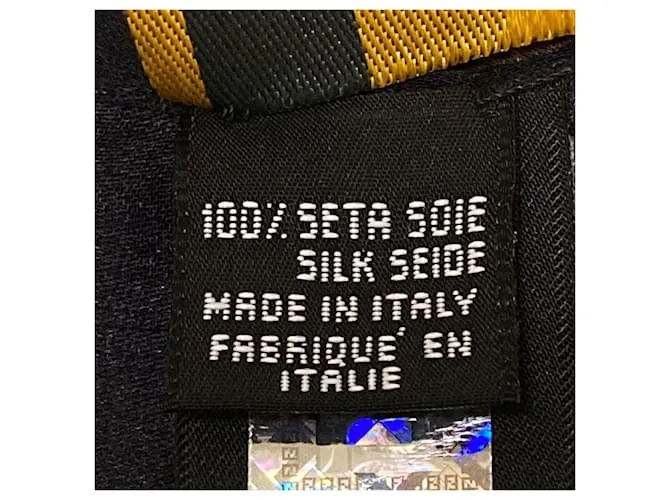 100% SETA SOIE
SILK SEIDE
MADE IN ITALY
FABRIQUE' EN
ITALIE